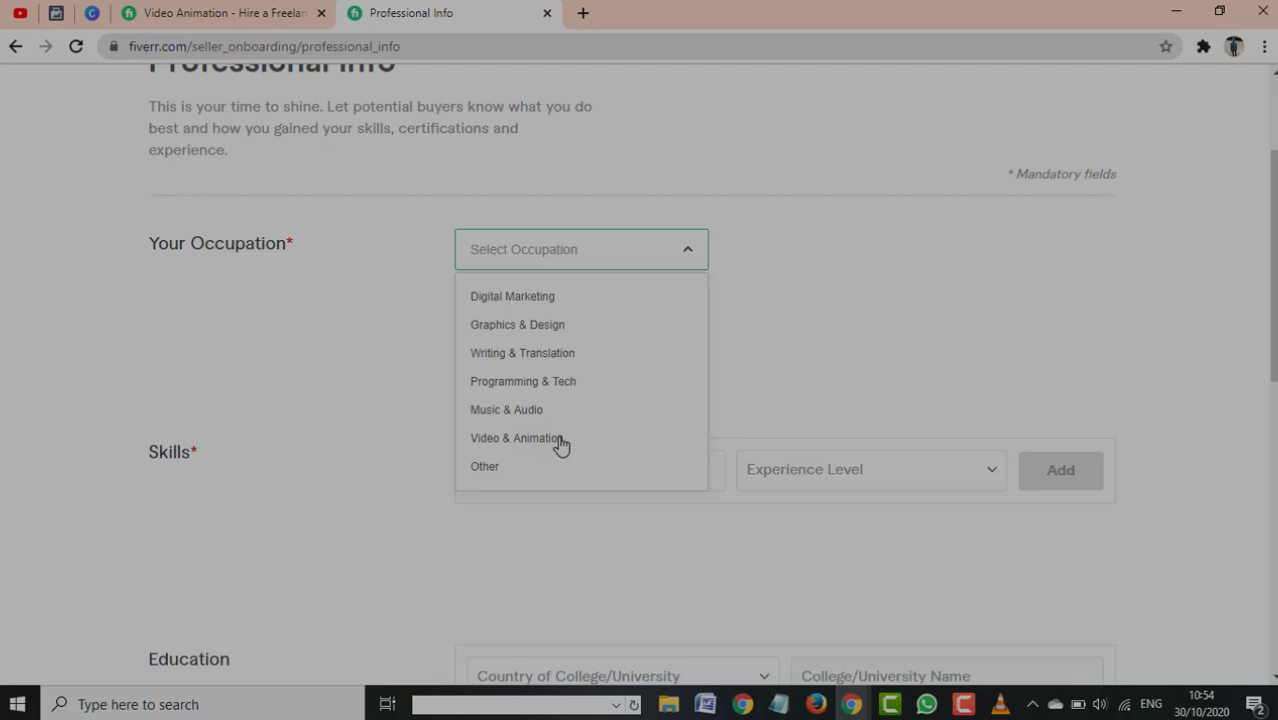 Video Animation - Hire a Freelan
Professional Info
fiverr.com/seller_onboarding/professional_info
Professional Info
This is your time to shine. Let potential buyers know what you do
best and how you gained your skills, certifications and
experience.
* Mandatory fields
Your Occupation*
Select Occupation
Digital Marketing
Graphics & Design
Writing & Translation
Programming & Tech
Music & Audio
Video & Animation
Other
Skills*
Experience Level
Add
Education
Country of College/University
College/University Name
Type here to search
ENG
10:54
30/10/2020
2